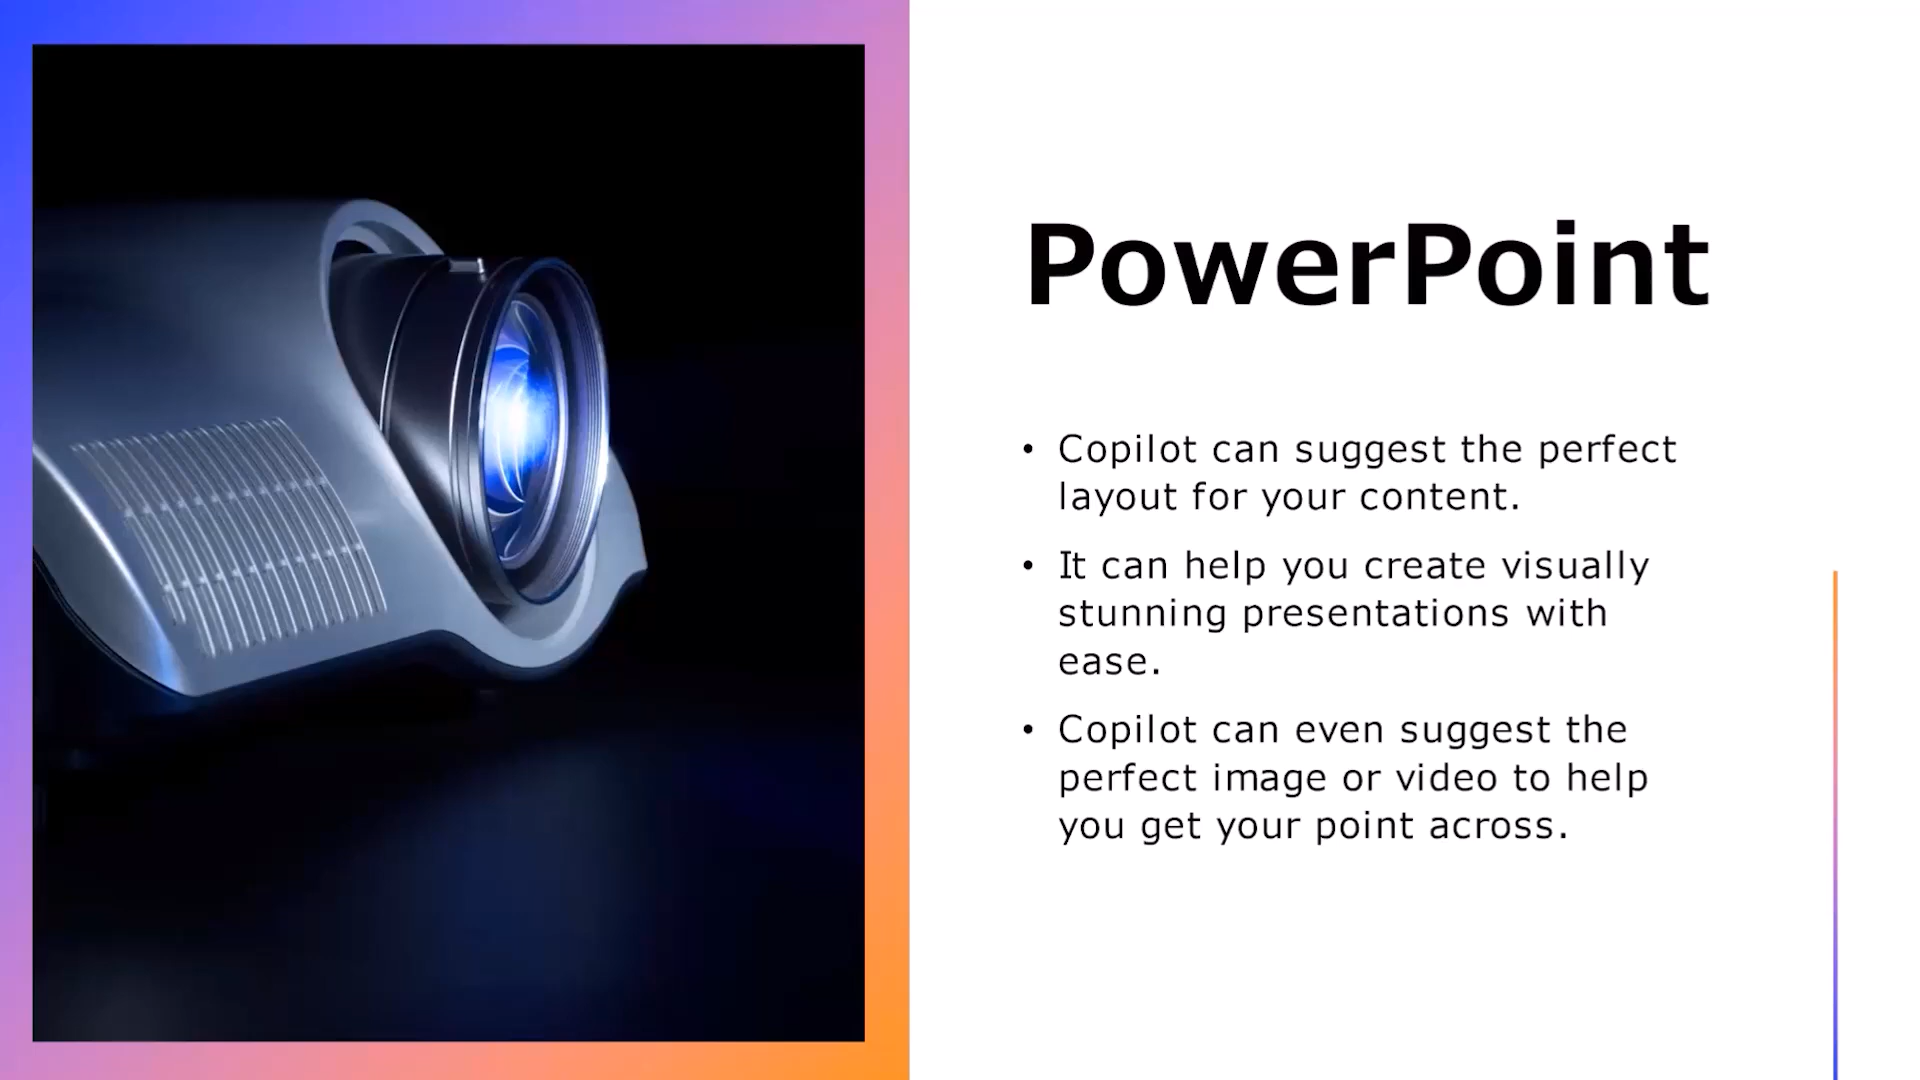 PowerPoint
• Copilot can suggest the perfect
layout for your content.
• It can help you create visually
stunning presentations with
ease.
• Copilot can even suggest the
perfect image or video to help
you get your point across.